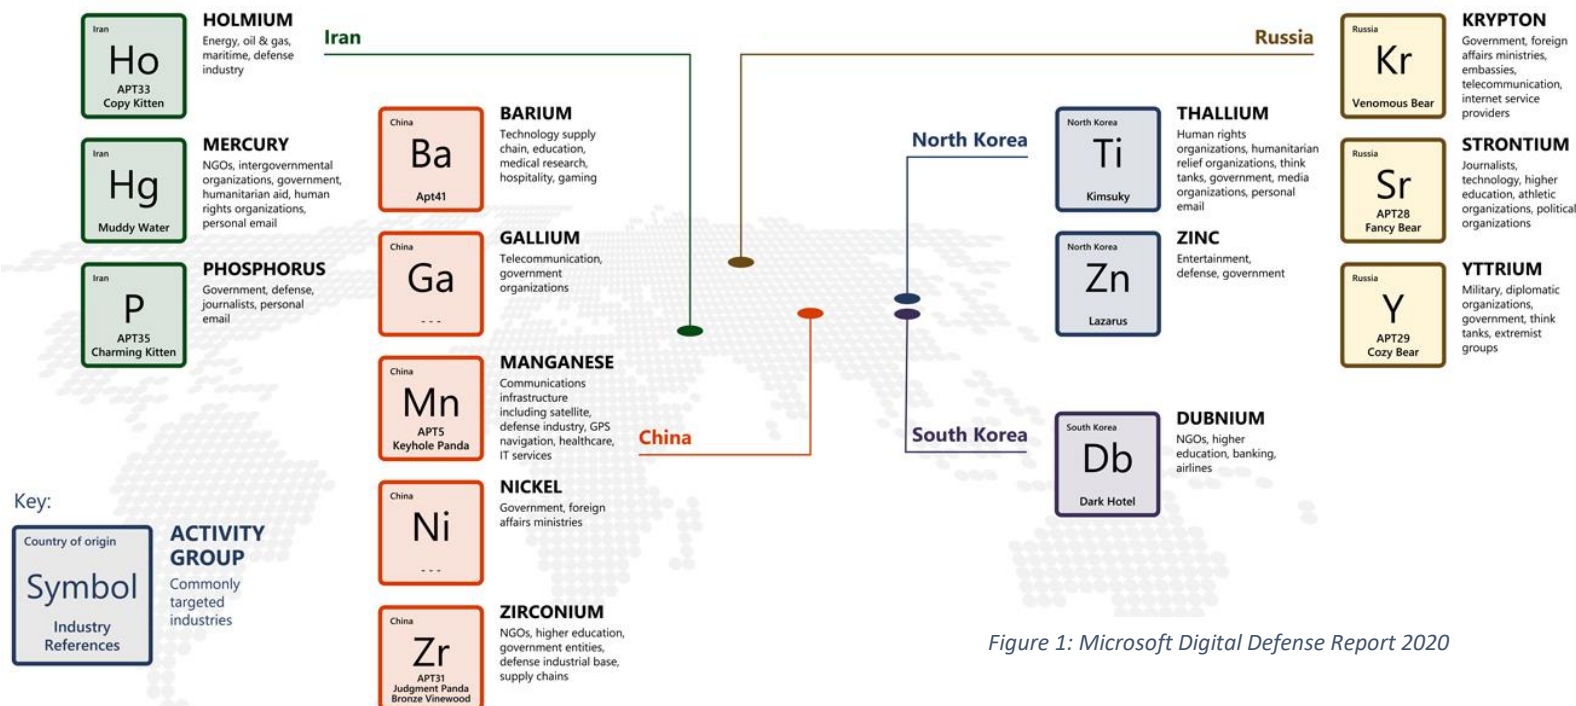 Iran
Ho
APT33
Copy Kitten
HOLMIUM
Energy, oil & gas,
maritime, defense
industry
Iran
Hg
Muddy Water
MERCURY
NGOs, intergovernmental
organizations, government,
humanitarian aid, human
rights organizations,
personal email
Iran
P
APT35
Charming Kitten
PHOSPHORUS
Government, defense,
journalists, personal
email
Iran
China
Ba
Apt41
BARIUM
Technology supply
chain, education,
medical research,
hospitality, gaming
China
Ga
- - -
GALLIUM
Telecommunication,
government
organizations
China
Mn
APT5
Keyhole Panda
MANGANESE
Communications
infrastructure
including satellite,
defense industry, GPS
navigation, healthcare,
IT services
China
China
Ni
- - -
NICKEL
Government, foreign
affairs ministries
China
Zr
APT31
Judgment Panda
Bronze Vinewood
ZIRCONIUM
NGOs, higher education,
government entities,
defense industrial base,
supply chains
North Korea
North Korea
Ti
Kimsuky
THALLIUM
Human rights
organizations, humanitarian
relief organizations, think
tanks, government, media
organizations, personal
email
North Korea
Zn
Lazarus
ZINC
Entertainment,
defense, government
South Korea
South Korea
Db
Dark Hotel
DUBNIUM
NGOs, higher
education, banking,
airlines
Russia
Russia
Kr
Venomous Bear
KRYPTON
Government, foreign
affairs ministries,
embassies,
telecommunication,
internet service
providers
Russia
Sr
APT28
Fancy Bear
STRONTIUM
Journalists,
technology, higher
education, athletic
organizations, political
organizations
Russia
Y
APT29
Cozy Bear
YTTRIUM
Military, diplomatic
organizations,
government, think
tanks, extremist
groups
Key:
Country of origin
Symbol
Industry
References
ACTIVITY
GROUP
Commonly
targeted
industries
Figure 1: Microsoft Digital Defense Report 2020